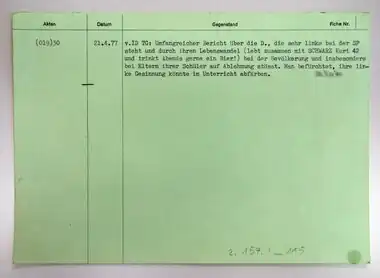 Akten Datum Gegenstand Fiche Nr.
(019)30 21.4.77 v.ID TG: Umfangreicher Bericht über die D., die sehr links bei der SP
steht und durch ihren Lebenswandel (lebt zusammen mit SCHWARZ Kurt 42
und trinkt abends gerne ein Bier!) bei der Bevölkerung und insbesondere
bei Eltern ihrer Schüler auf Ablehnung stösst. Man befürchtet, ihre lin-
ke Gesinnung könnte im Unterricht abfärben.